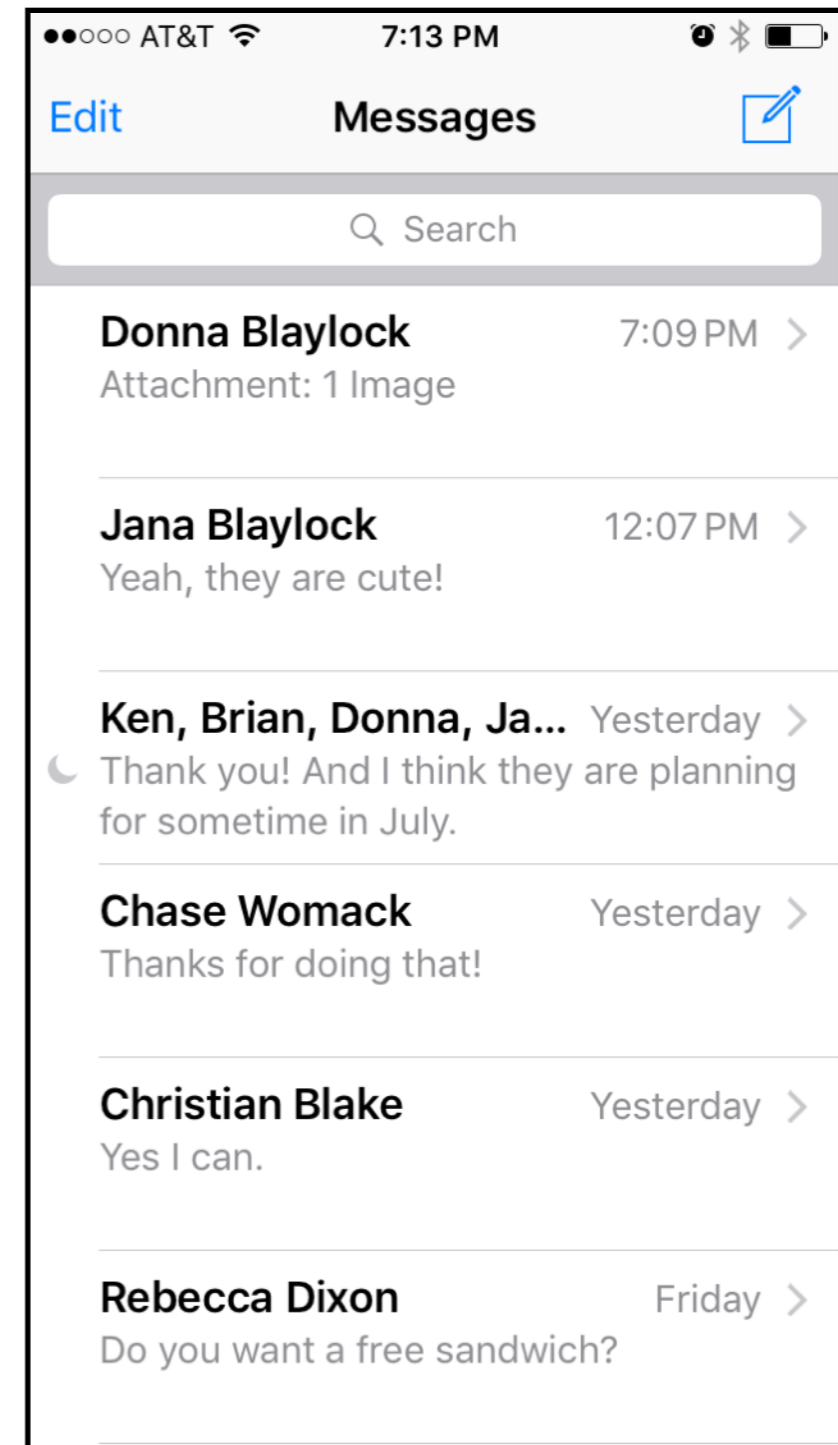 AT&T 7:13 PM
Edit Messages
Search
Donna Blaylock 7:09 PM
Attachment: 1 Image
Jana Blaylock 12:07 PM
Yeah, they are cute!
Ken, Brian, Donna, Ja... Yesterday
Thank you! And I think they are planning
for sometime in July.
Chase Womack Yesterday
Thanks for doing that!
Christian Blake Yesterday
Yes I can.
Rebecca Dixon Friday
Do you want a free sandwich?